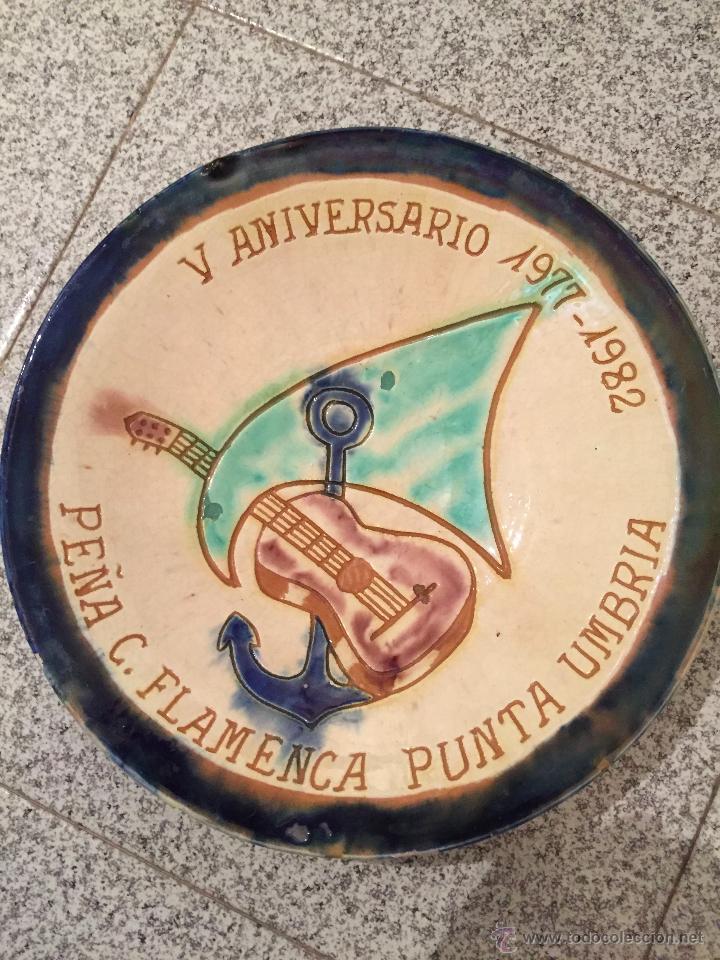 V ANIVERSARIO 1977-1982
PEÑA C. FLAMENCA PUNTA UMBRIA
www.todocoleccion.net